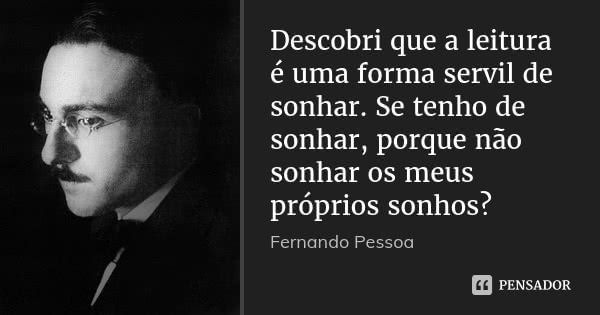 Descobri que a leitura
é uma forma servil de
sonhar. Se tenho de
sonhar, porque não
sonhar os meus
próprios sonhos?
Fernando Pessoa
PENSADOR